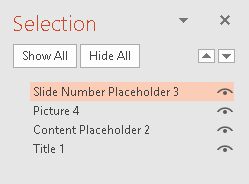 Selection
Show All Hide All
Slide Number Placeholder 3
Picture 4
Content Placeholder 2
Title 1